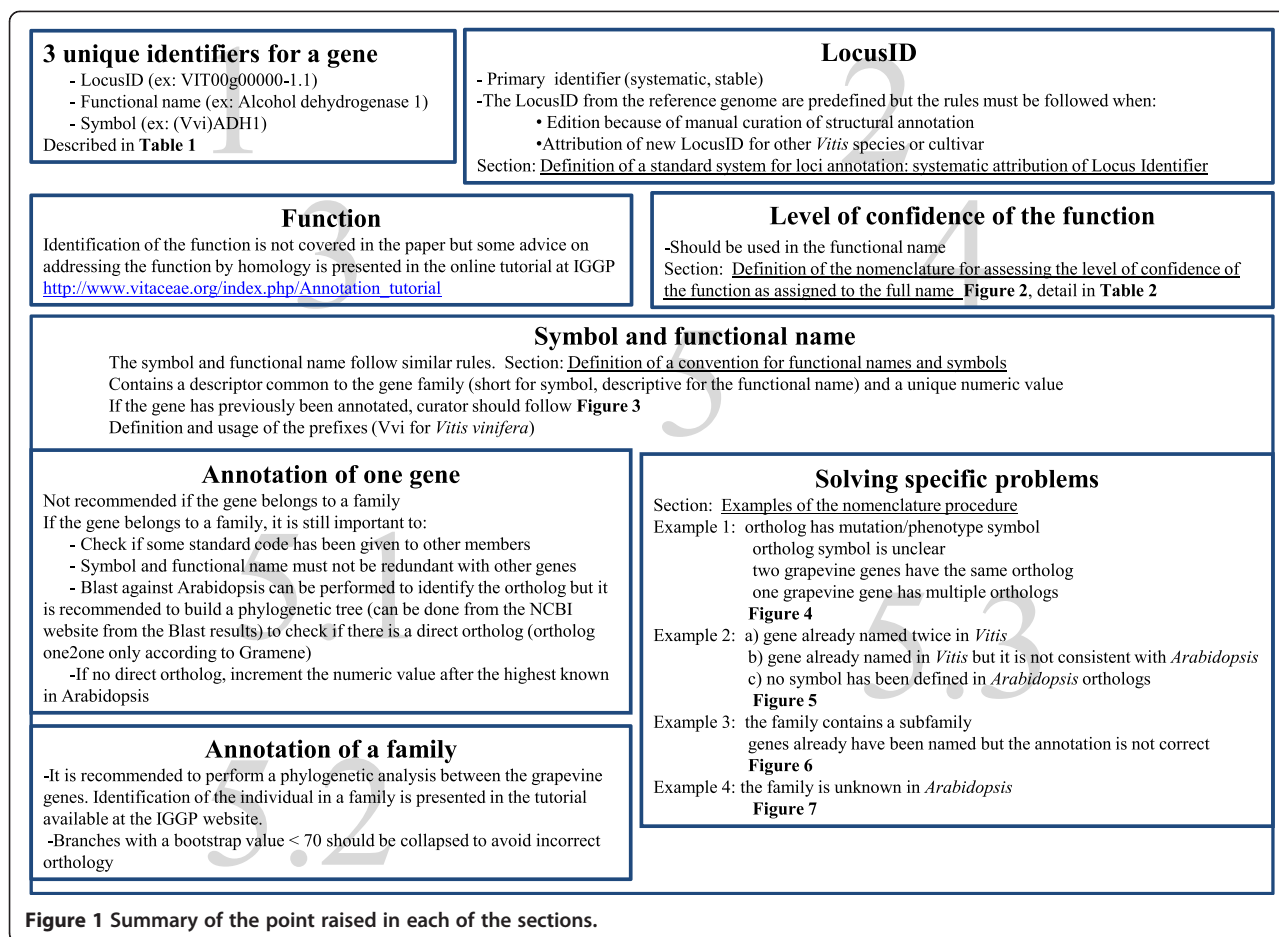 1
3 unique identifiers for a gene
- LocusID (ex: VIT00g00000-1.1)
- Functional name (ex: Alcohol dehydrogenase 1)
- Symbol (ex: (Vvi)ADH1)
Described in Table 1
2
LocusID
- Primary identifier (systematic, stable)
-The LocusID from the reference genome are predefined but the rules must be followed when:
• Edition because of manual curation of structural annotation
•Attribution of new LocusID for other Vitis species or cultivar
Section: Definition of a standard system for loci annotation: systematic attribution of Locus Identifier
3
Function
Identification of the function is not covered in the paper but some advice on
addressing the function by homology is presented in the online tutorial at IGGP
http://www.vitaceae.org/index.php/Annotation_tutorial
4
Level of confidence of the function
-Should be used in the functional name
Section: Definition of the nomenclature for assessing the level of confidence of
the function as assigned to the full name Figure 2, detail in Table 2
5
Symbol and functional name
The symbol and functional name follow similar rules. Section: Definition of a convention for functional names and symbols
Contains a descriptor common to the gene family (short for symbol, descriptive for the functional name) and a unique numeric value
If the gene has previously been annotated, curator should follow Figure 3
Definition and usage of the prefixes (Vvi for Vitis vinifera)
5.1
Annotation of one gene
Not recommended if the gene belongs to a family
If the gene belongs to a family, it is still important to:
- Check if some standard code has been given to other members
- Symbol and functional name must not be redundant with other genes
- Blast against Arabidopsis can be performed to identify the ortholog but it
is recommended to build a phylogenetic tree (can be done from the NCBI
website from the Blast results) to check if there is a direct ortholog (ortholog
one2one only according to Gramene)
-If no direct ortholog, increment the numeric value after the highest known
in Arabidopsis
5.2
Annotation of a family
-It is recommended to perform a phylogenetic analysis between the grapevine
genes. Identification of the individual in a family is presented in the tutorial
available at the IGGP website.
-Branches with a bootstrap value < 70 should be collapsed to avoid incorrect
orthology
5.3
Solving specific problems
Section: Examples of the nomenclature procedure
Example 1: ortholog has mutation/phenotype symbol
ortholog symbol is unclear
two grapevine genes have the same ortholog
one grapevine gene has multiple orthologs
Figure 4
Example 2: a) gene already named twice in Vitis
b) gene already named in Vitis but it is not consistent with Arabidopsis
c) no symbol has been defined in Arabidopsis orthologs
Figure 5
Example 3: the family contains a subfamily
genes already have been named but the annotation is not correct
Figure 6
Example 4: the family is unknown in Arabidopsis
Figure 7
Figure 1 Summary of the point raised in each of the sections.